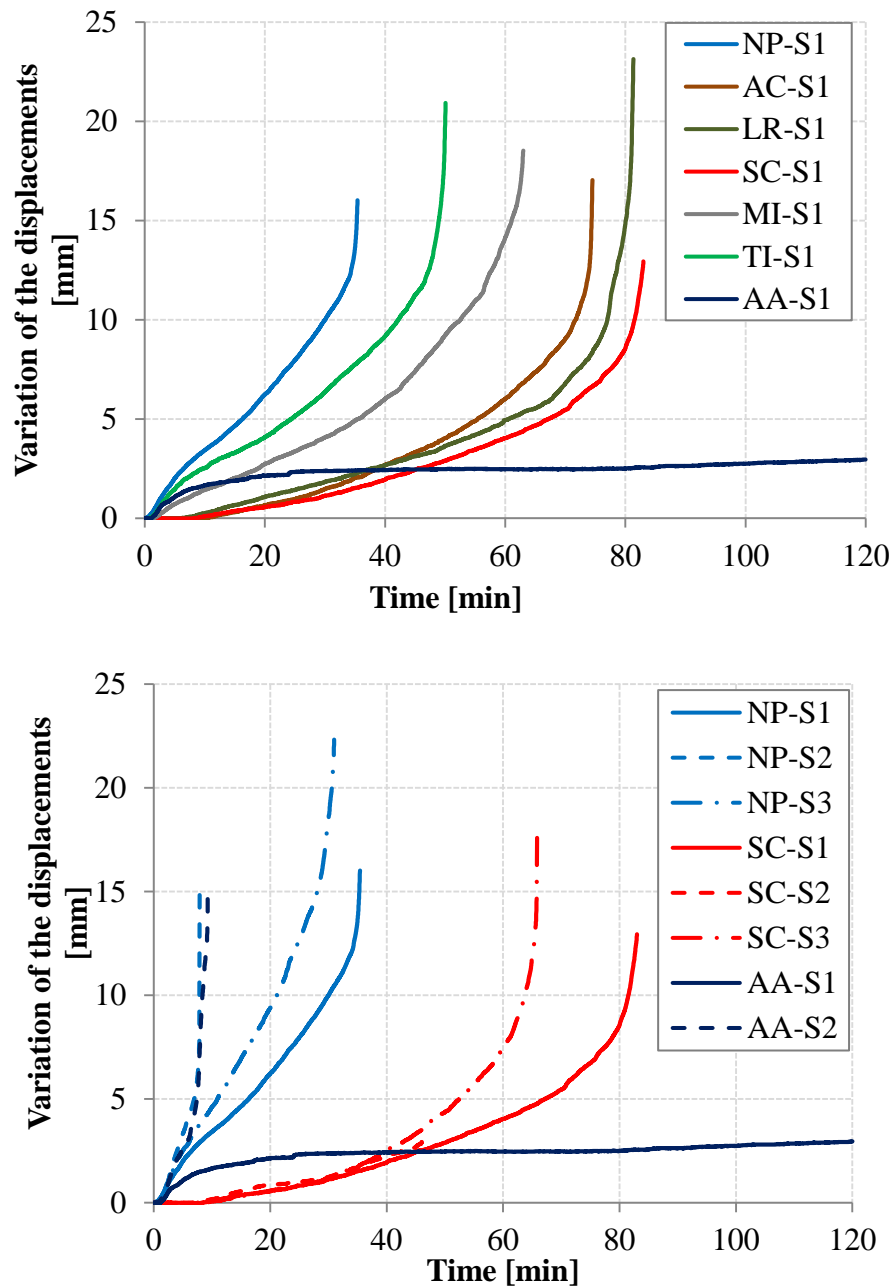 25
20
15
10
5
0
Variation of the displacements
[mm]
NP-S1
AC-S1
LR-S1
SC-S1
MI-S1
TI-S1
AA-S1
0 20 40 60 80 100 120
Time [min]
25
20
15
10
5
0
Variation of the displacements
[mm]
NP-S1
NP-S2
NP-S3
SC-S1
SC-S2
SC-S3
AA-S1
AA-S2
0 20 40 60 80 100 120
Time [min]